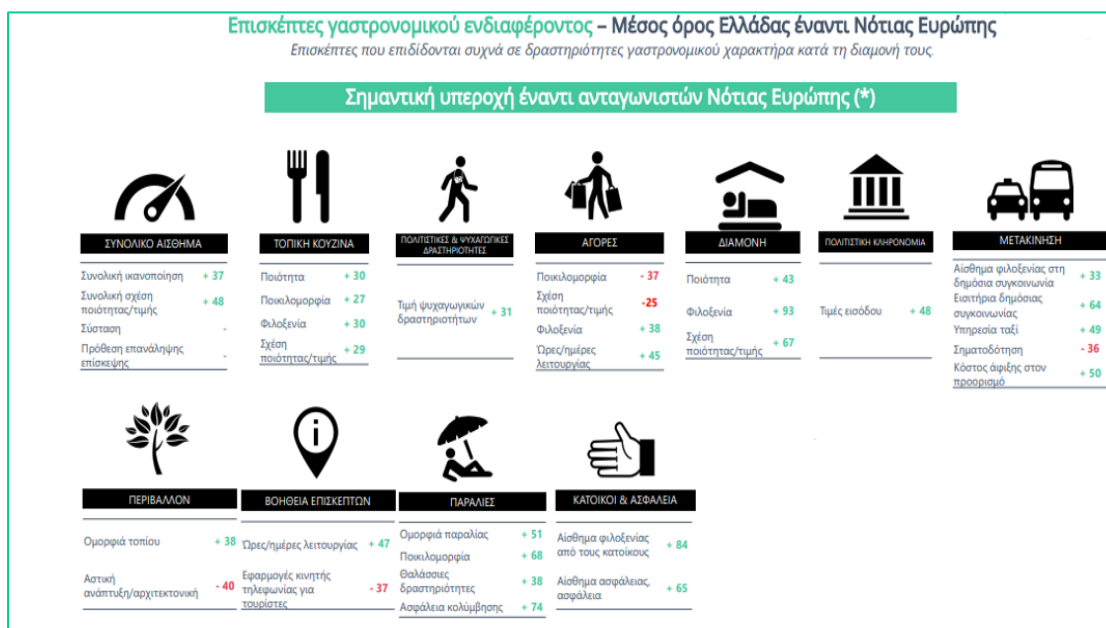 Επισκέπτες γαστρονομικού ενδιαφέροντος – Μέσος όρος Ελλάδας έναντι Νότιας Ευρώπης
Επισκέπτες που επιδίδονται συχνά σε δραστηριότητες γαστρονομικού χαρακτήρα κατά τη διαμονή τους.
Σημαντική υπεροχή έναντι ανταγωνιστών Νότιας Ευρώπης (*)
ΣΥΝΟΛΙΚΟ ΑΙΣΘΗΜΑ
Συνολική ικανοποίηση + 37
Συνολική σχέση
ποιότητας/τιμής + 48
Σύσταση -
Πρόθεση επανάληψης
επίσκεψης -
ΤΟΠΙΚΗ ΚΟΥΖΙΝΑ
Ποιότητα + 30
Ποικιλομορφία + 27
Φιλοξενία + 30
Σχέση
ποιότητας/τιμής + 29
ΠΟΛΙΤΙΣΤΙΚΕΣ & ΨΥΧΑΓΩΓΙΚΕΣ
ΔΡΑΣΤΗΡΙΟΤΗΤΕΣ
Τιμή ψυχαγωγικών
δραστηριοτήτων + 31
ΑΓΟΡΕΣ
Ποικιλομορφία - 37
Σχέση
ποιότητας/τιμής -25
Φιλοξενία + 38
Ώρες/ημέρες
λειτουργίας + 45
ΔΙΑΜΟΝΗ
Ποιότητα + 43
Φιλοξενία + 93
Σχέση
ποιότητας/τιμής + 67
ΠΟΛΙΤΙΣΤΙΚΗ ΚΛΗΡΟΝΟΜΙΑ
Τιμές εισόδου + 48
ΜΕΤΑΚΙΝΗΣΗ
Αίσθημα φιλοξενίας στη
δημόσια συγκοινωνία + 33
Εισιτήρια δημόσιας
συγκοινωνίας + 64
Υπηρεσία ταξί + 49
Σηματοδότηση - 36
Κόστος άφιξης στον
προορισμό + 50
ΠΕΡΙΒΑΛΛΟΝ
Ομορφιά τοπίου + 38
Αστική
ανάπτυξη/αρχιτεκτονική - 40
i
ΒΟΗΘΕΙΑ ΕΠΙΣΚΕΠΤΩΝ
Ώρες/ημέρες λειτουργίας + 47
Εφαρμογές κινητής
τηλεφωνίας για
τουρίστες - 37
ΠΑΡΑΛΙΕΣ
Ομορφιά παραλίας + 51
Ποικιλομορφία + 68
Θαλάσσιες
δραστηριότητες + 38
Ασφάλεια κολύμβησης + 74
ΚΑΤΟΙΚΟΙ & ΑΣΦΑΛΕΙΑ
Αίσθημα φιλοξενίας
από τους κατοίκους + 84
Αίσθημα ασφάλειας,
ασφάλεια + 65